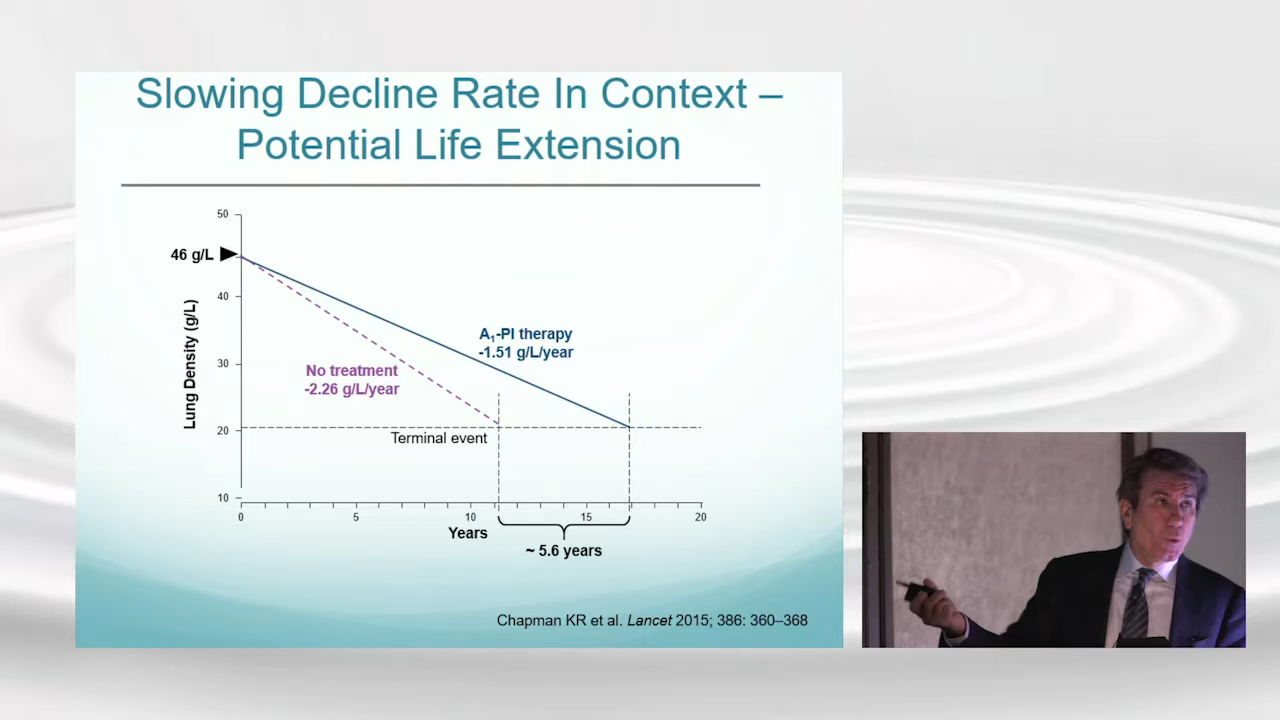 Slowing Decline Rate In Context –
Potential Life Extension
50
46 g/L
40
30
20
10
Lung Density (g/L)
A1-PI therapy
-1.51 g/L/year
No treatment
-2.26 g/L/year
Terminal event
0
5
10
15
20
Years
~ 5.6 years
Chapman KR et al. Lancet 2015; 386: 360–368